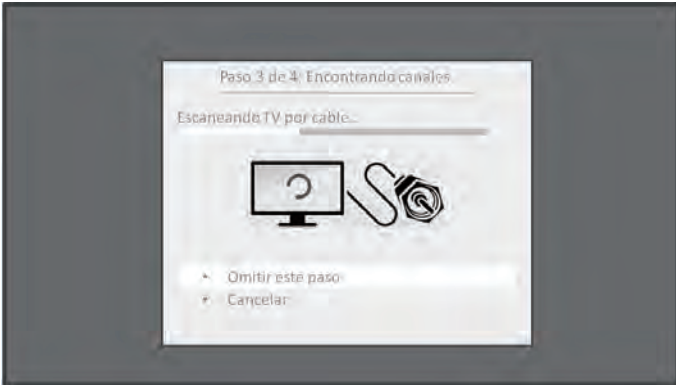 Paso 3 de 4: Encontrando canales
Escaneando TV por cable...
Omitir este paso
Cancelar